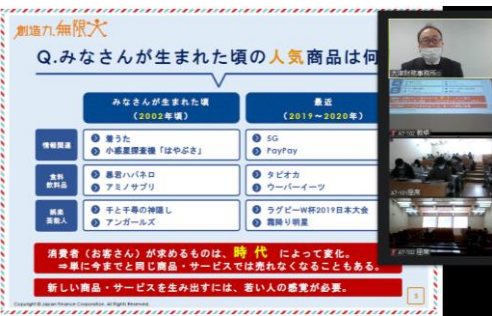 創造力、無限大
Q.みなさんが生まれた頃の人気商品は何
みなさんが生まれた頃
(2002年頃)
最近
(2019~2020年)
情報関連
着うた
小惑星探査機「はやぶさ」
5G
PayPay
食料
飲料品
暴君ハバネロ
アミノサプリ
タピオカ
ウーバーイーツ
娯楽
芸能人
千と千尋の神隠し
アンガールズ
ラグビーW杯2019日本大会
霜降り明星
消費者(お客さん)が求めるものは、時代 によって変化。
⇒単に今までと同じ商品・サービスでは売れなくなることもある。
新しい商品・サービスを生み出すには、若い人の感覚が必要。
Copyright © Japan Finance Corporation. All Rights Reserved.
5